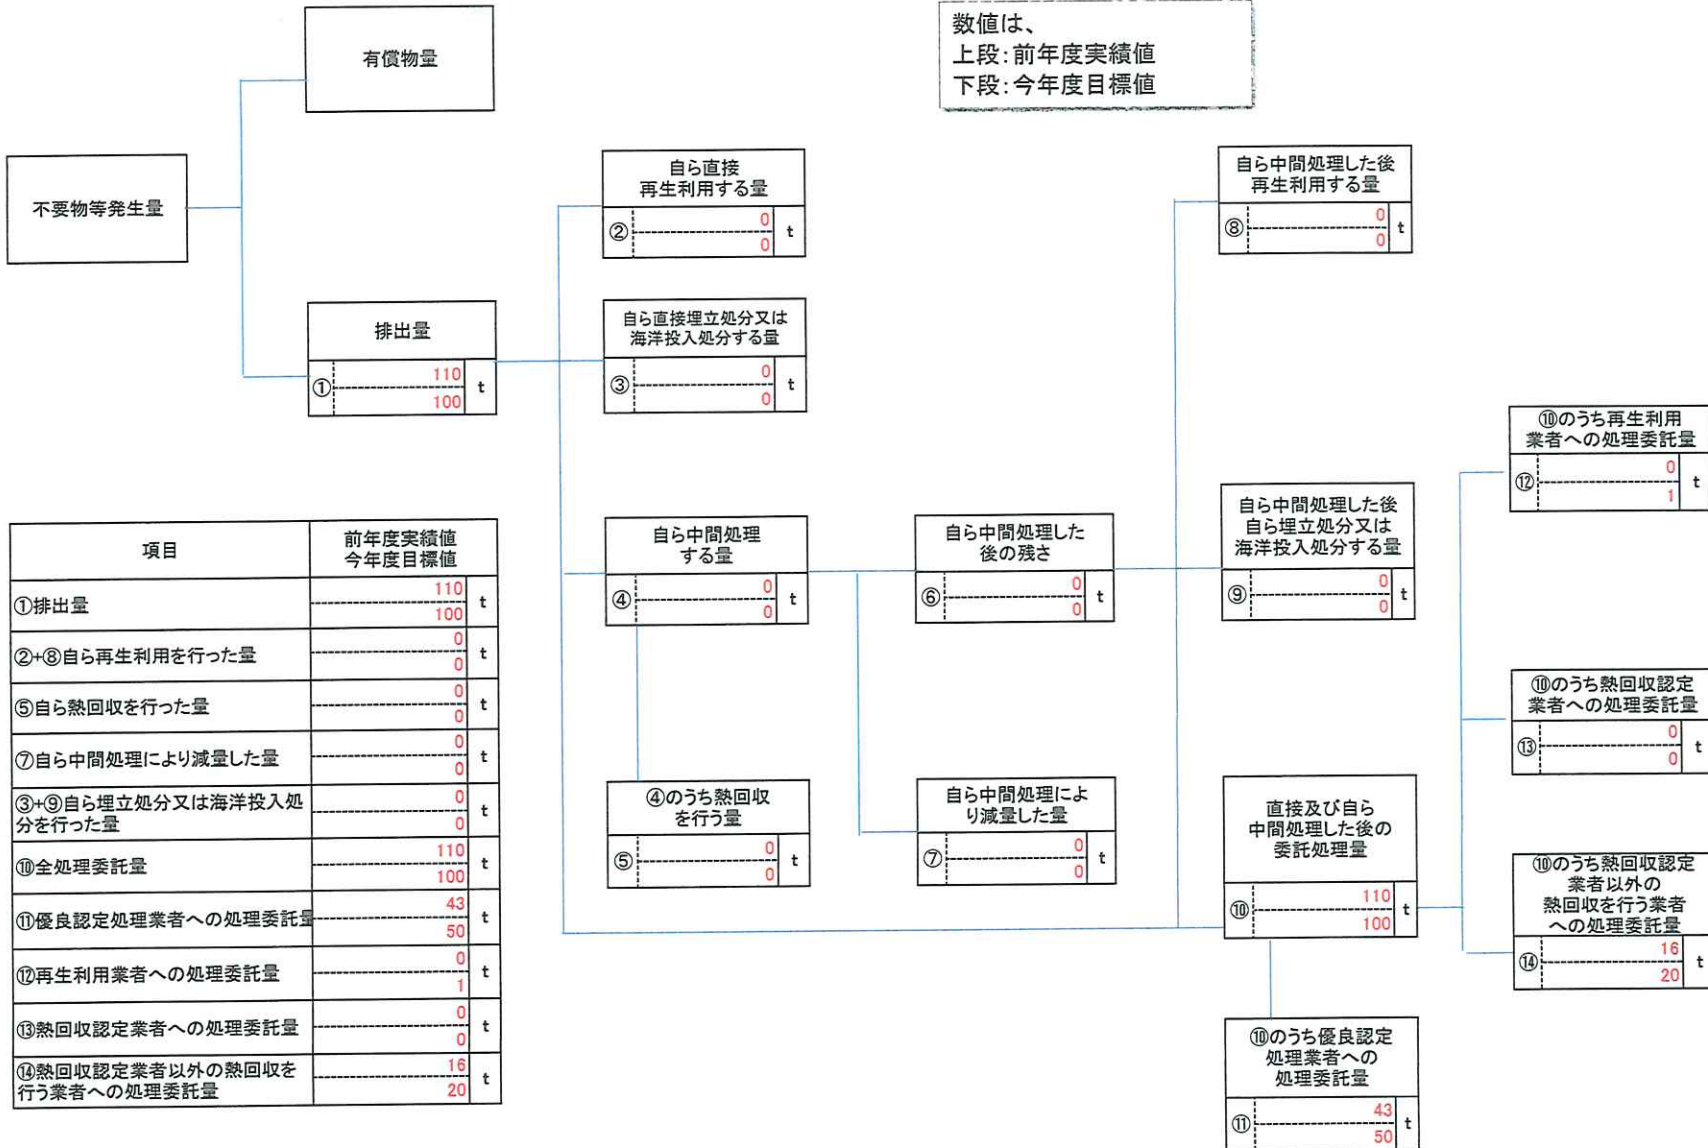 有償物量
数値は、
上段:前年度実績値
下段:今年度目標値
不要物等発生量
自ら直接
再生利用する量
②
0
0
t
自ら中間処理した後
再生利用する量
⑧
0
0
t
排出量
①
110
100
t
自ら直接埋立処分又は
海洋投入処分する量
③
0
0
t
⑩のうち再生利用
業者への処理委託量
⑫
0
1
t
自ら中間処理
する量
④
0
0
t
自ら中間処理した
後の残さ
⑥
0
0
t
自ら中間処理した後
自ら埋立処分又は
海洋投入処分する量
⑨
0
0
t
⑩のうち熱回収認定
業者への処理委託量
⑬
0
0
t
④のうち熱回収
を行う量
⑤
0
0
t
自ら中間処理によ
り減量した量
⑦
0
0
t
直接及び自ら
中間処理した後の
委託処理量
⑩
110
100
t
⑩のうち熱回収認定
業者以外の
熱回収を行う業者
への処理委託量
⑭
16
20
t
⑩のうち優良認定
処理業者への
処理委託量
⑪
43
50
t
項目
前年度実績値
今年度目標値
①排出量
110
100
t
②+⑧自ら再生利用を行った量
0
0
t
⑤自ら熱回収を行った量
0
0
t
⑦自ら中間処理により減量した量
0
0
t
③+⑨自ら埋立処分又は海洋投入処
分を行った量
0
0
t
⑩全処理委託量
110
100
t
⑪優良認定処理業者への処理委託量
43
50
t
⑫再生利用業者への処理委託量
0
1
t
⑬熱回収認定業者への処理委託量
0
0
t
⑭熱回収認定業者以外の熱回収を
行う業者への処理委託量
16
20
t